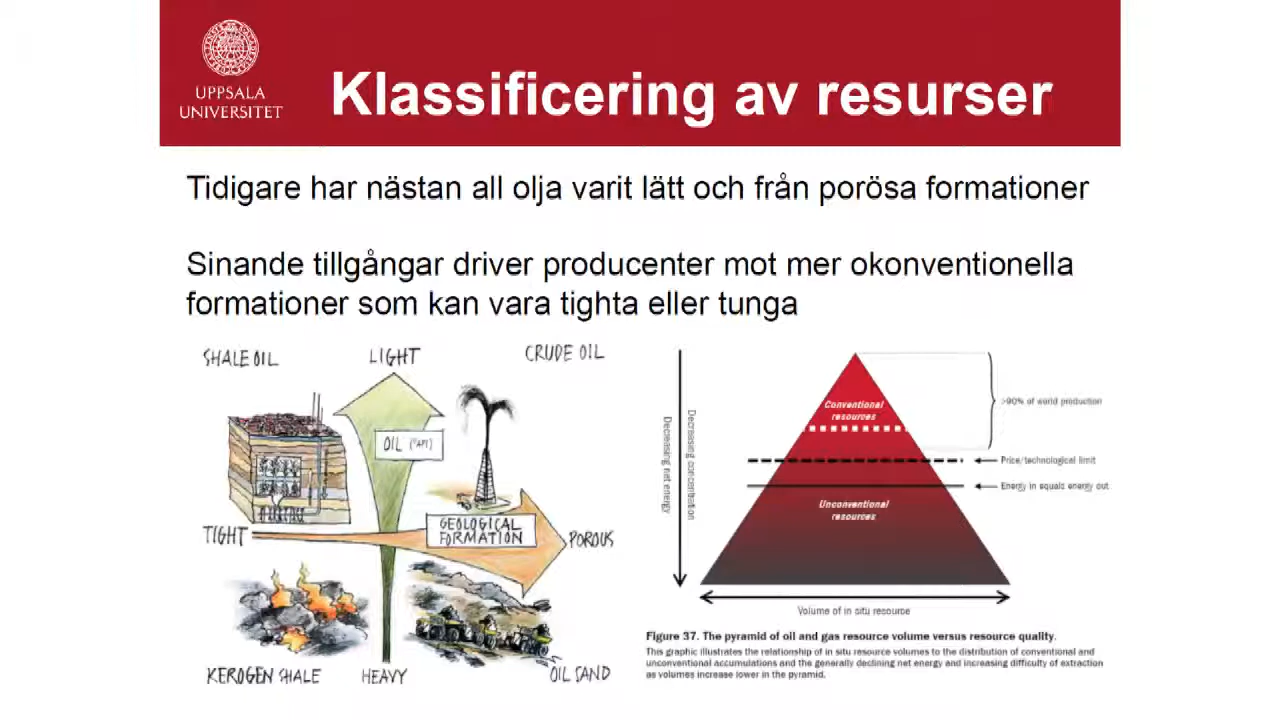 UPPSALA
UNIVERSITET
Klassificering av resurser
Tidigare har nästan all olja varit lätt och från porösa formationer
Sinande tillgångar driver producenter mot mer okonventionella
formationer som kan vara tighta eller tunga
SHALE OIL
LIGHT
CRUDE OIL
OIL (°API)
GEOLOGICAL
FORMATION
TIGHT
POROUS
KEROGEN SHALE
HEAVY
OIL SAND
Decreasing net energy
Decreasing concentration
Conventional
resources
>90% of world production
Price/technological limit
Energy in equals energy out
Unconventional
resources
Volume of in situ resource
Figure 37. The pyramid of oil and gas resource volume versus resource quality.
This graphic illustrates the relationship of in situ resource volumes to the distribution of conventional and
unconventional accumulations and the generally declining net energy and increasing difficulty of extraction
as volumes increase lower in the pyramid.